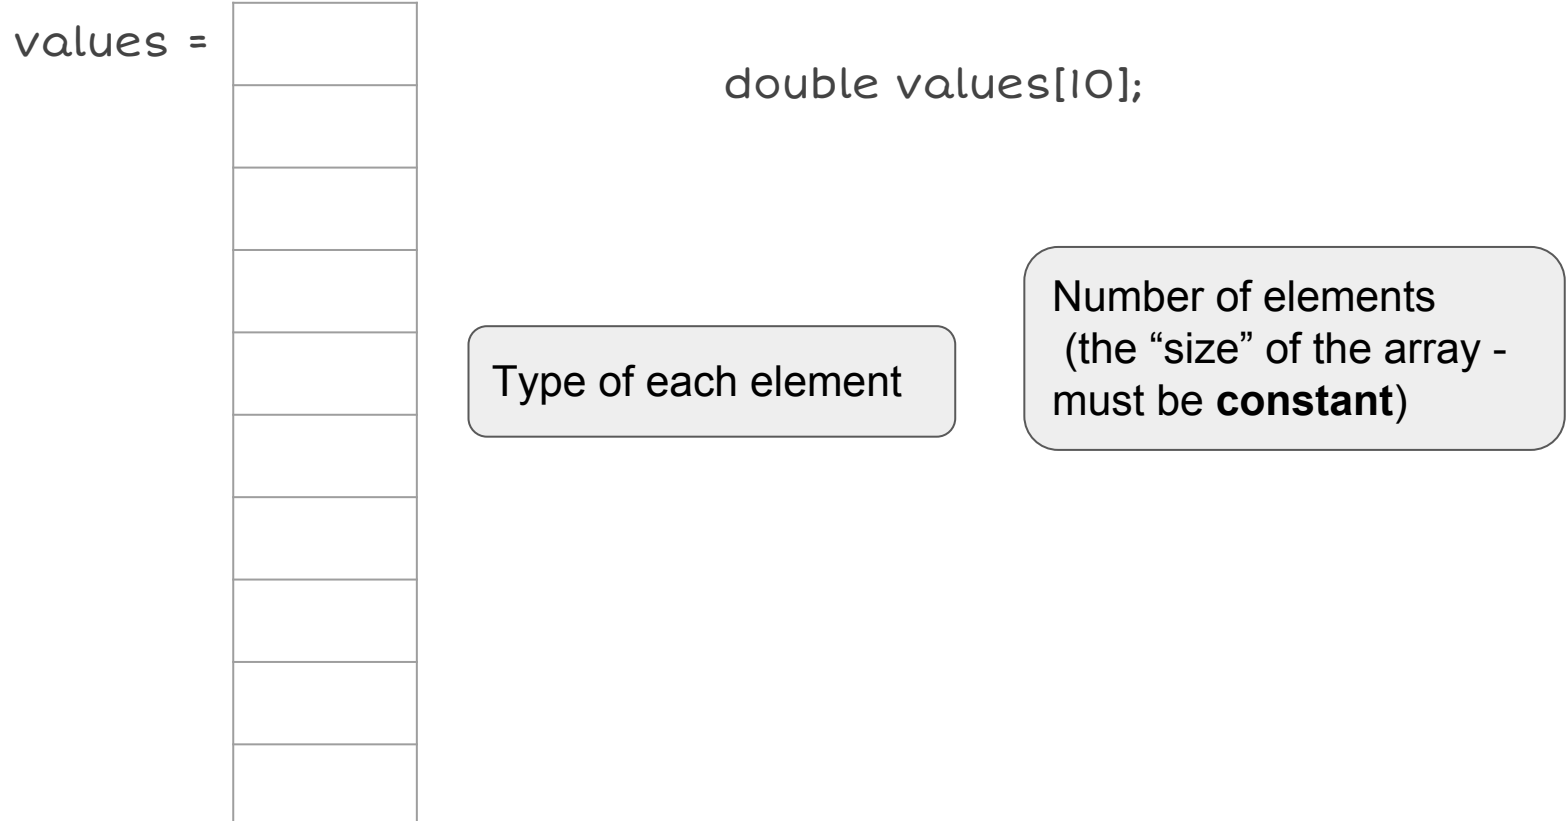 values =
double values[10];
Type of each element
Number of elements
(the “size” of the array -
must be constant)